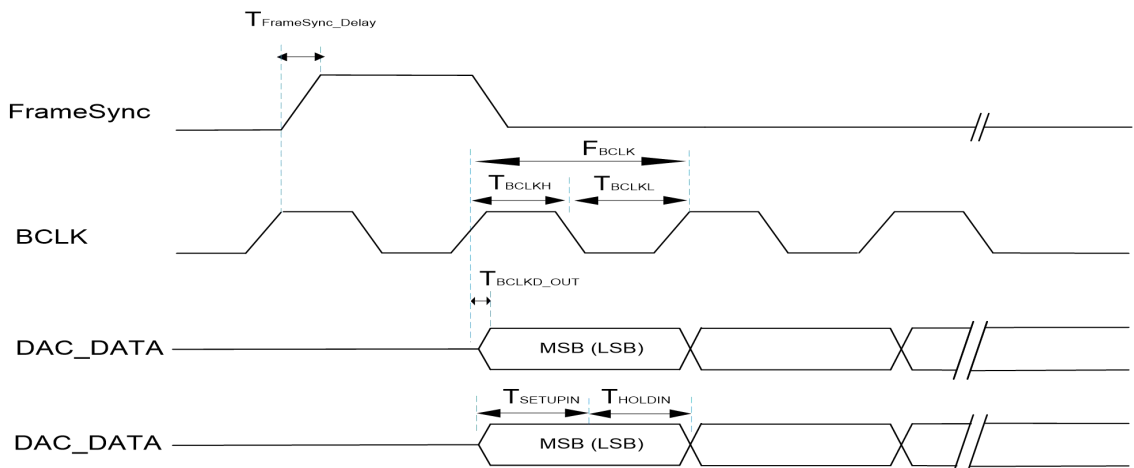 TFrameSync_Delay
FrameSync
FBCLK
TBCLKH
TBCLKL
BCLK
TBCLKD_OUT
DAC_DATA
MSB (LSB)
TSETUPIN
THOLDIN
DAC_DATA
MSB (LSB)